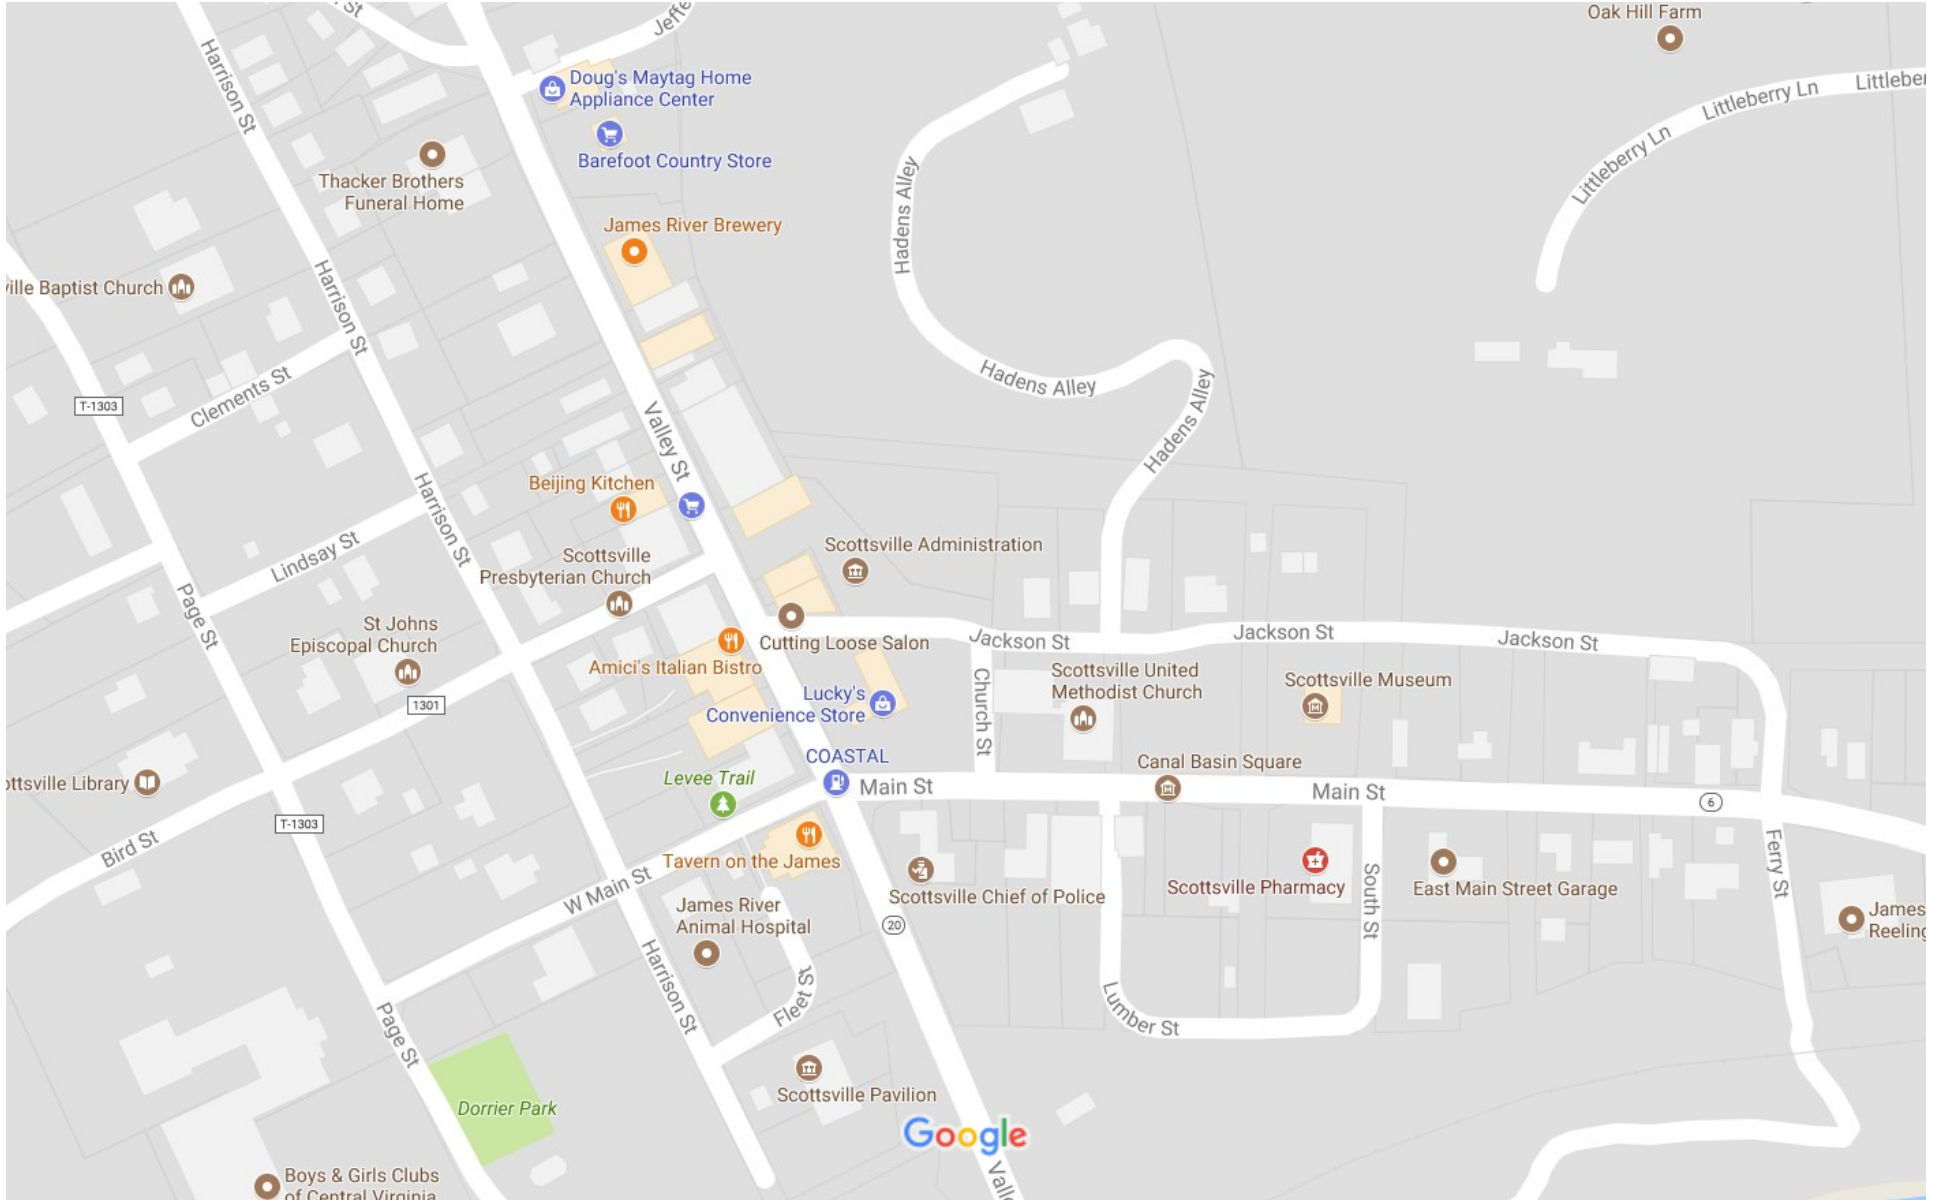 St
Jeffe
Oak Hill Farm
Harrison St
Doug's Maytag Home
Appliance Center
Littleberry Ln
Littleber
Barefoot Country Store
Littleberry Ln
Thacker Brothers
Funeral Home
Hadens Alley
James River Brewery
ville Baptist Church
Harrison St
Hadens Alley
Clements St
T-1303
Hadens Alley
Valley St
Beijing Kitchen
Harrison St
Lindsay St
Scottsville
Presbyterian Church
Scottsville Administration
Page St
St Johns
Episcopal Church
Cutting Loose Salon
Jackson St
Jackson St
Jackson St
Amici's Italian Bistro
Church St
Scottsville United
Methodist Church
Scottsville Museum
1301
Lucky's
Convenience Store
COASTAL
Main St
Canal Basin Square
Main St
6
Levee Trail
ottsville Library
T-1303
Bird St
Tavern on the James
W Main St
Scottsville Chief of Police
Scottsville Pharmacy
East Main Street Garage
South St
Ferry St
James
Reeling
James River
Animal Hospital
20
Harrison St
Fleet St
Lumber St
Page St
Scottsville Pavilion
Dorrier Park
Google
Valle
Boys & Girls Clubs
of Central Virginia